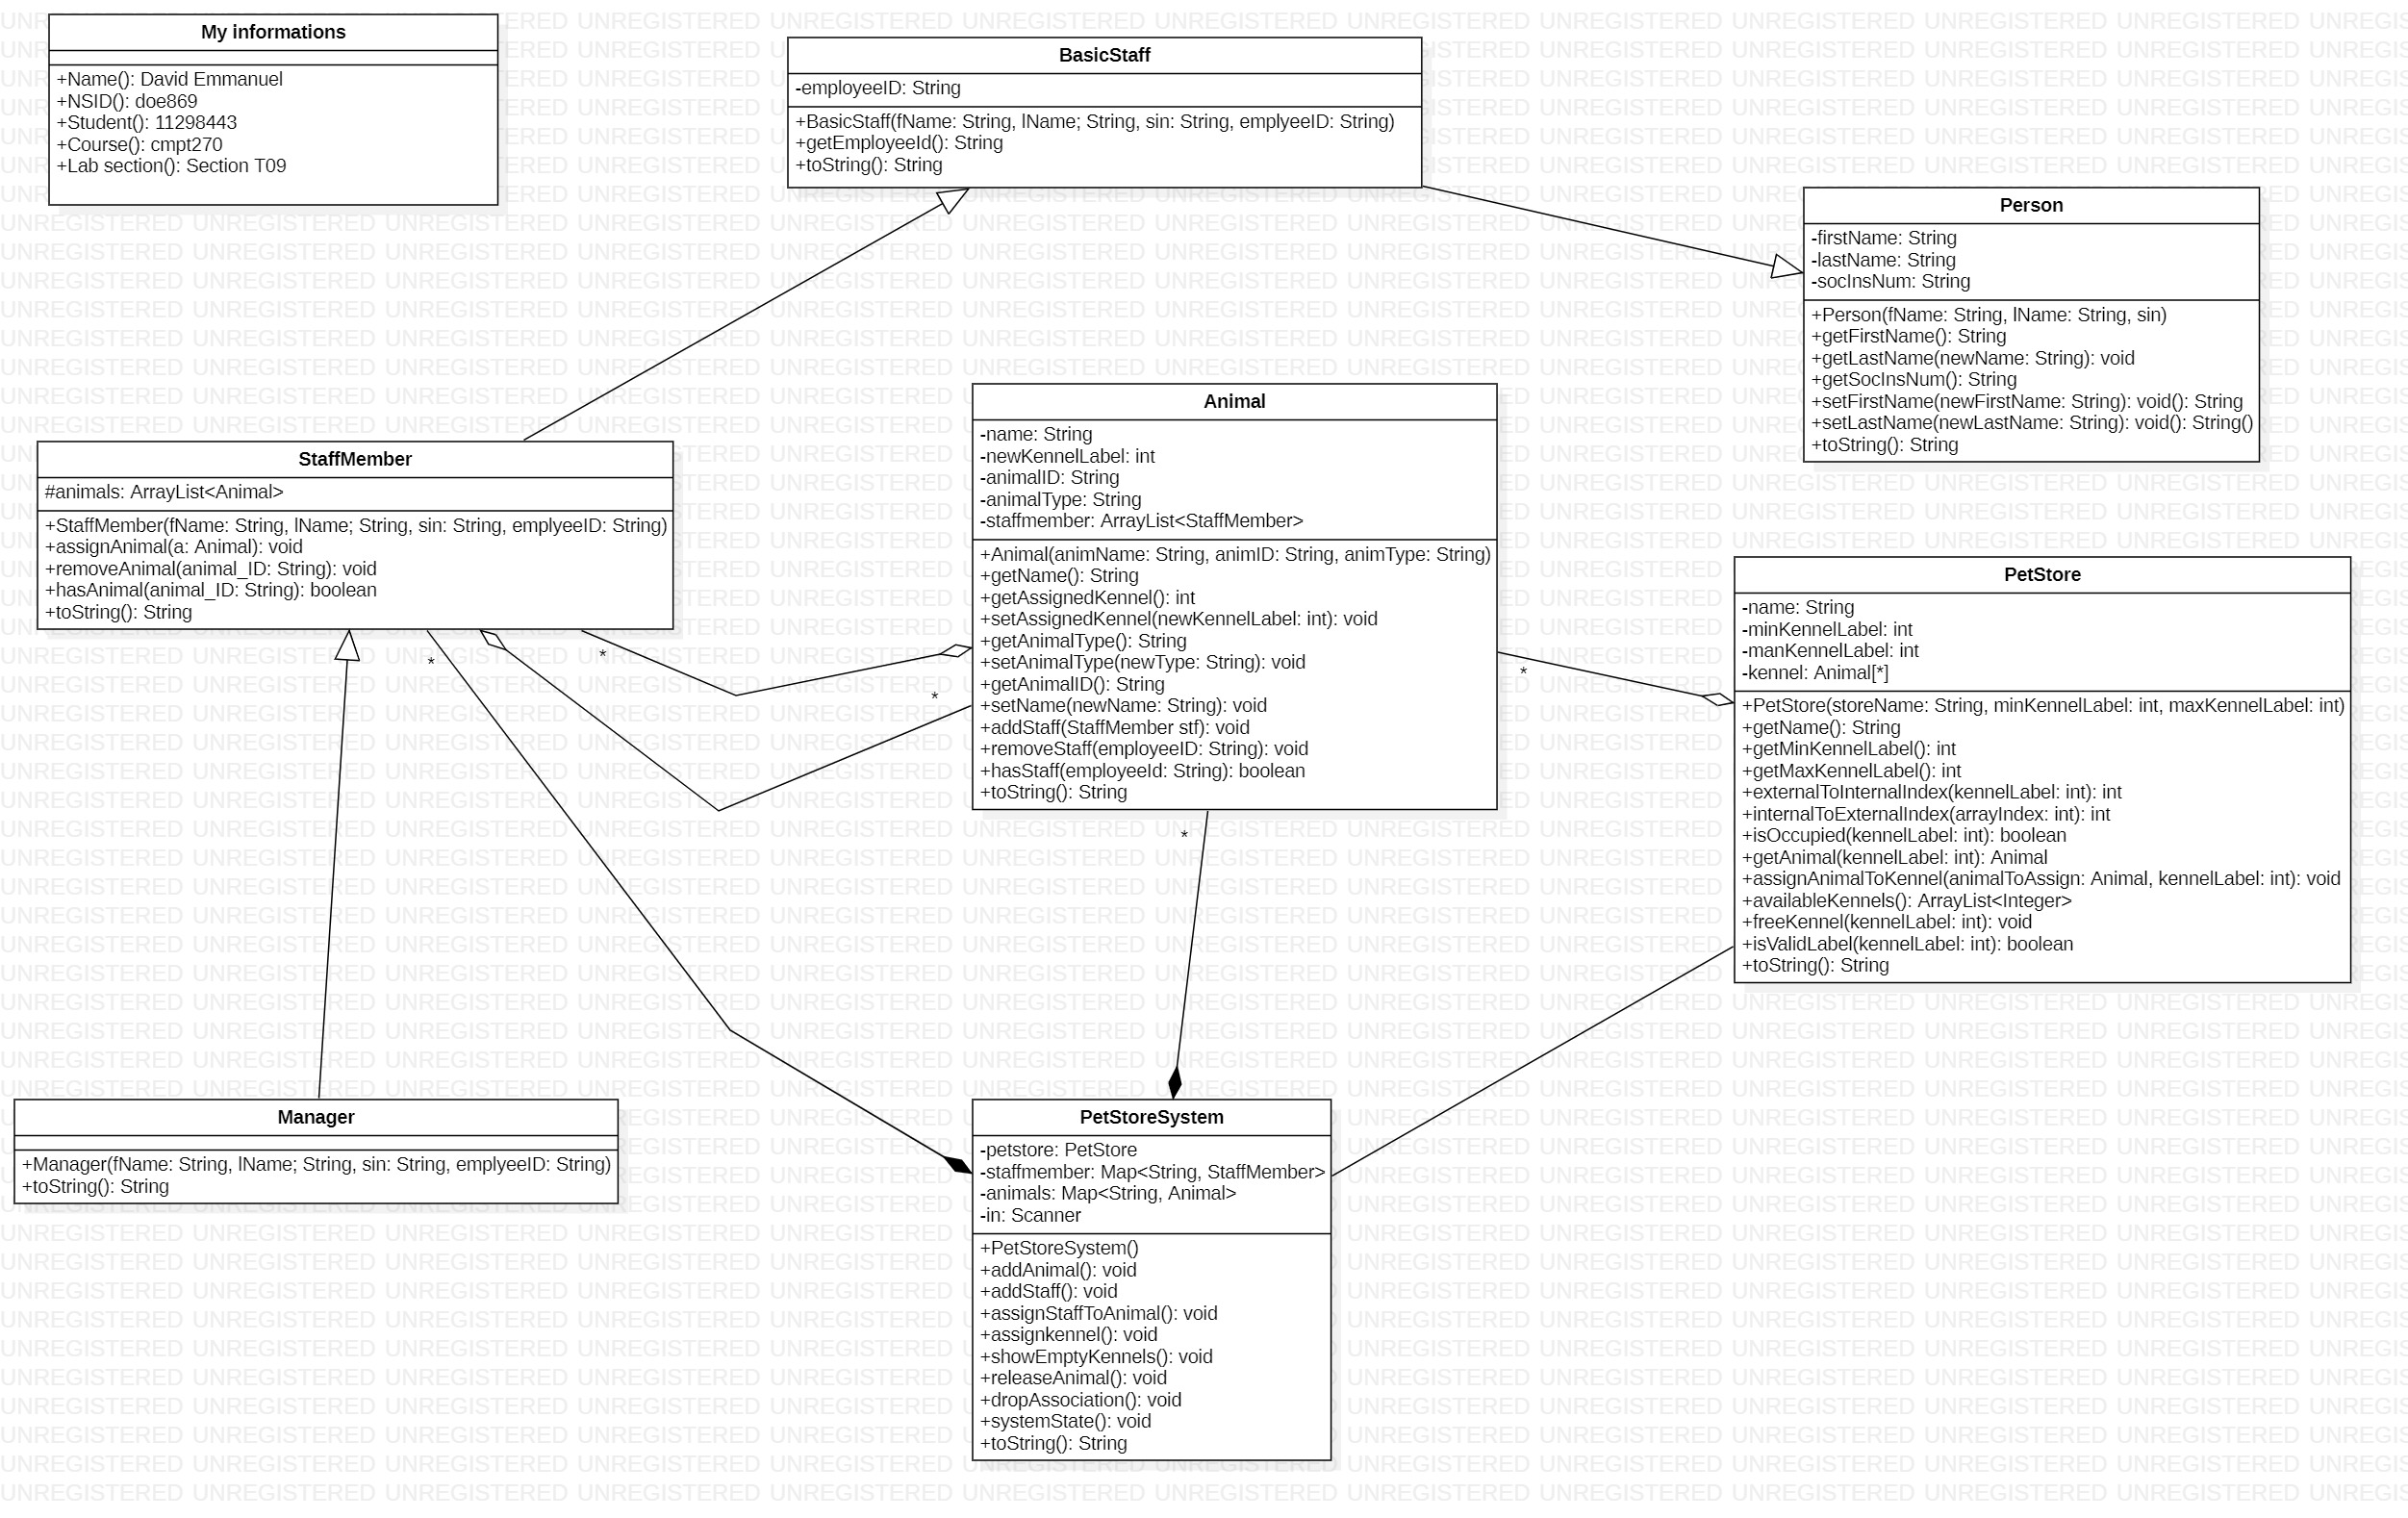 My informations
+Name(): David Emmanuel
+NSID(): doe869
+Student(): 11298443
+Course(): cmpt270
+Lab section(): Section T09
BasicStaff
-employeeID: String
+BasicStaff(fName: String, lName; String, sin: String, emplyeeID: String)
+getEmployeeId(): String
+toString(): String
Person
-firstName: String
-lastName: String
-socInsNum: String
+Person(fName: String, lName: String, sin)
+getFirstName(): String
+getLastName(newName: String): void
+getSocInsNum(): String
+setFirstName(newFirstName: String): void(): String
+setLastName(newLastName: String): void(): String()
+toString(): String
StaffMember
#animals: ArrayList<Animal>
+StaffMember(fName: String, lName; String, sin: String, emplyeeID: String)
+assignAnimal(a: Animal): void
+removeAnimal(animal_ID: String): void
+hasAnimal(animal_ID: String): boolean
+toString(): String
Animal
-name: String
-newKennelLabel: int
-animalID: String
-animalType: String
-staffmember: ArrayList<StaffMember>
+Animal(animName: String, animID: String, animType: String)
+getName(): String
+getAssignedKennel(): int
+setAssignedKennel(newKennelLabel: int): void
+getAnimalType(): String
+setAnimalType(newType: String): void
+getAnimalID(): String
+setName(newName: String): void
+addStaff(StaffMember stf): void
+removeStaff(employeeID: String): void
+hasStaff(employeeId: String): boolean
+toString(): String
PetStore
-name: String
-minKennelLabel: int
-manKennelLabel: int
-kennel: Animal[*]
+PetStore(storeName: String, minKennelLabel: int, maxKennelLabel: int)
+getName(): String
+getMinKennelLabel(): int
+getMaxKennelLabel(): int
+externalToInternalIndex(kennelLabel: int): int
+internalToExternalIndex(arrayIndex: int): int
+isOccupied(kennelLabel: int): boolean
+getAnimal(kennelLabel: int): Animal
+assignAnimalToKennel(animalToAssign: Animal, kennelLabel: int): void
+availableKennels(): ArrayList<Integer>
+freeKennel(kennelLabel: int): void
+isValidLabel(kennelLabel: int): boolean
+toString(): String
*
*
*
*
*
Manager
+Manager(fName: String, lName; String, sin: String, emplyeeID: String)
+toString(): String
PetStoreSystem
-petstore: PetStore
-staffmember: Map<String, StaffMember>
-animals: Map<String, Animal>
-in: Scanner
+PetStoreSystem()
+addAnimal(): void
+addStaff(): void
+assignStaffToAnimal(): void
+assignkennel(): void
+showEmptyKennels(): void
+releaseAnimal(): void
+dropAssociation(): void
+systemState(): void
+toString(): String
UNREGISTERED